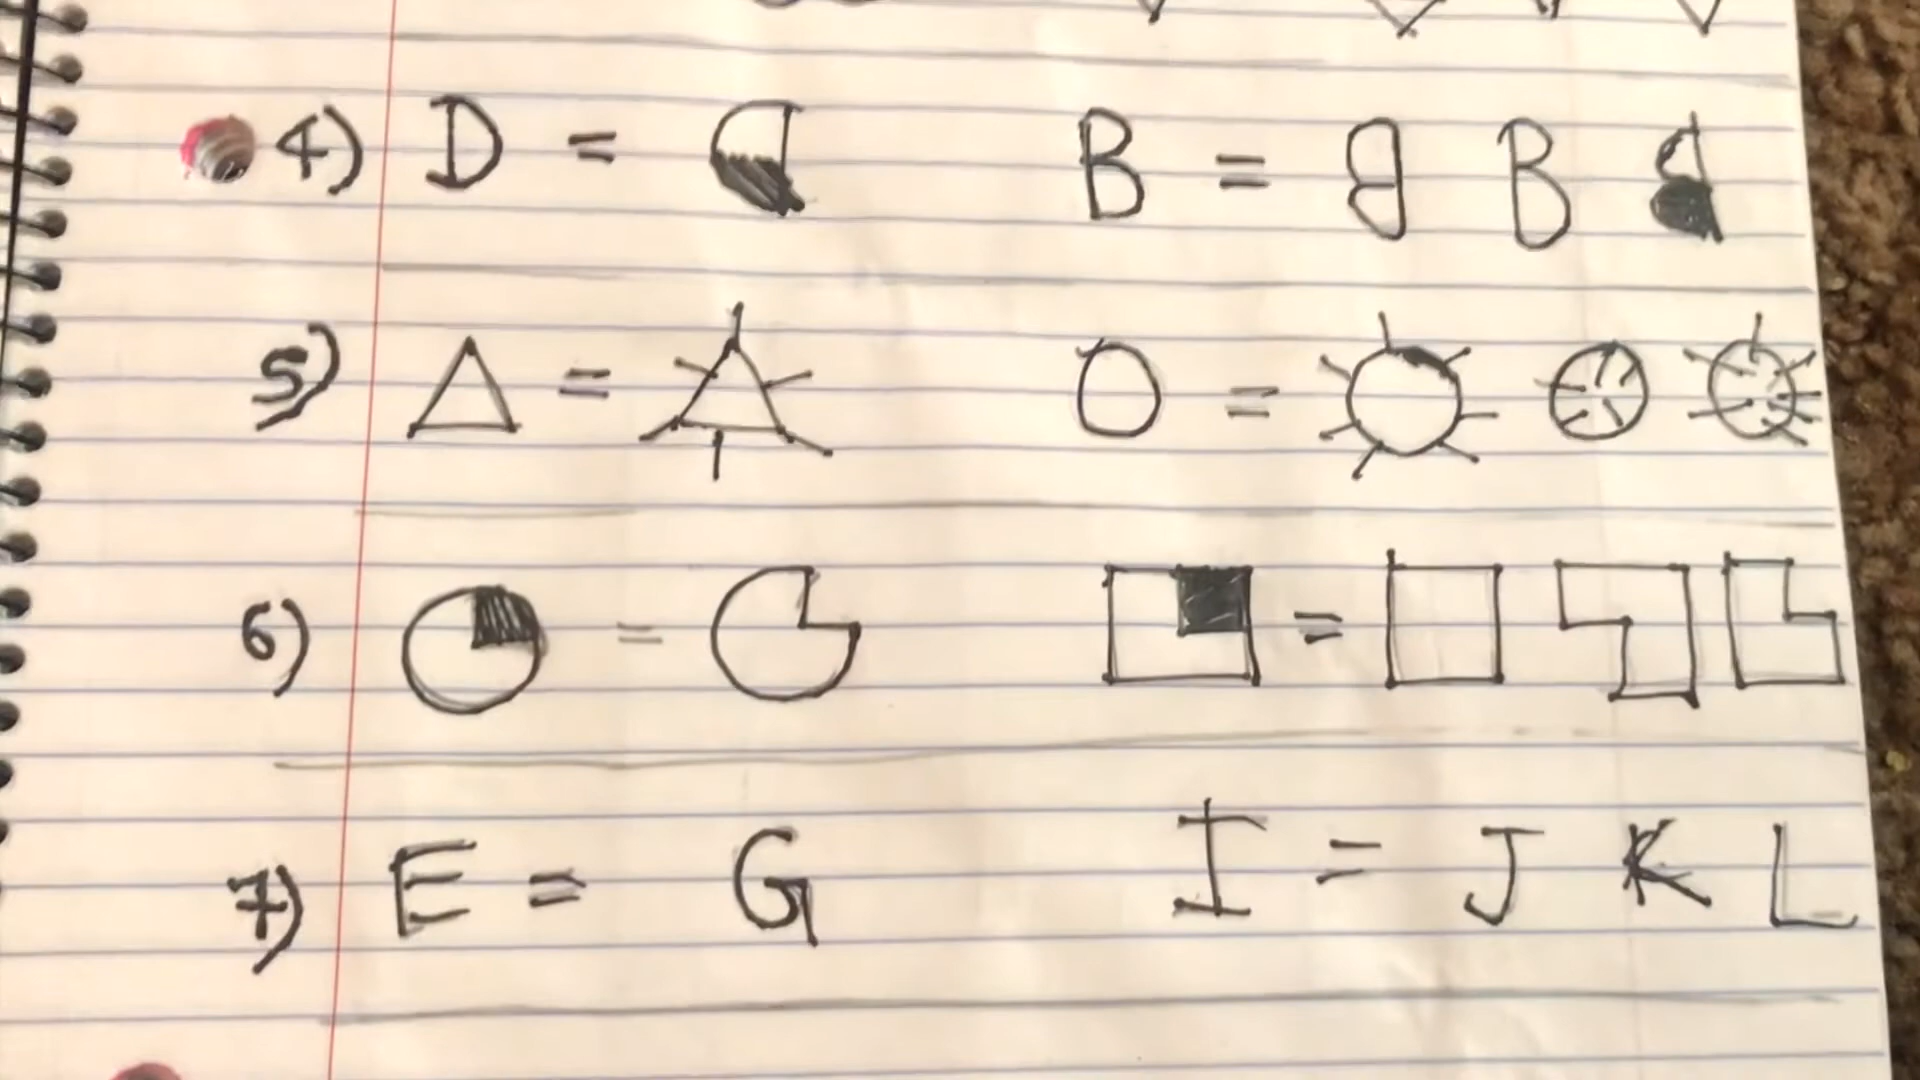 4) D = B = B
5) Δ = O =
6) = =
7) E = G I = J K L